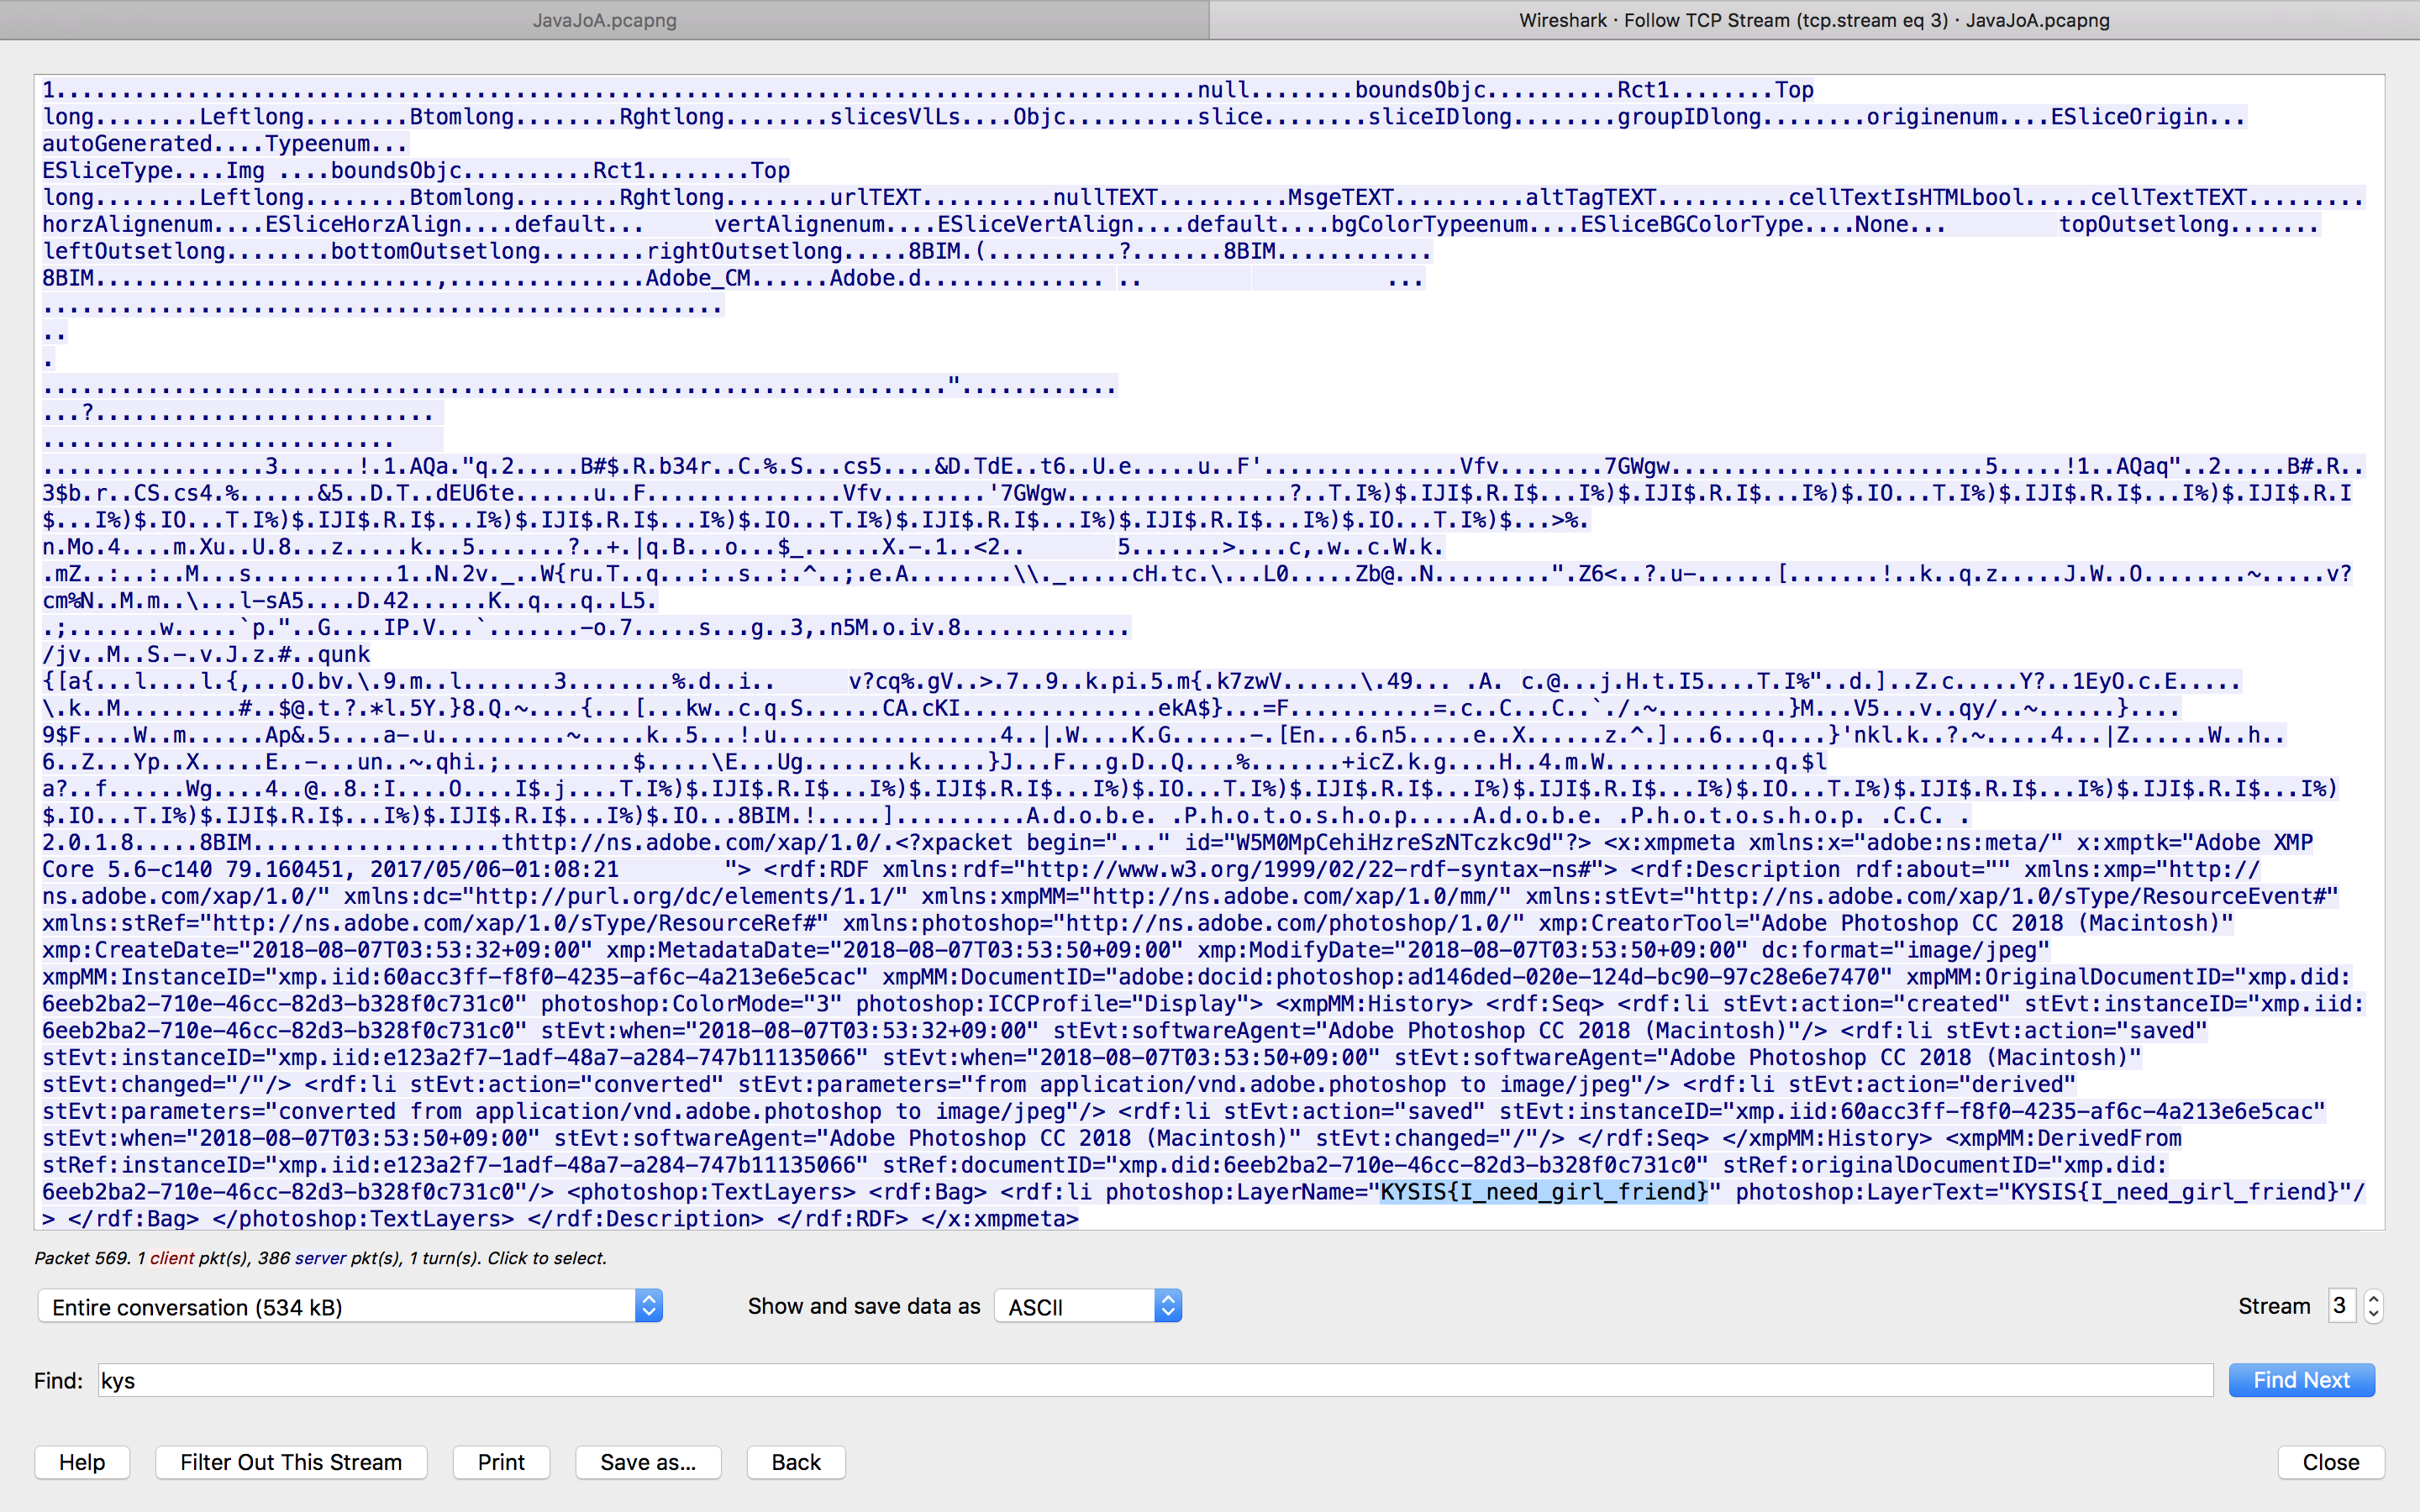 JavaJoA.pcapng
Wireshark · Follow TCP Stream (tcp.stream eq 3) · JavaJoA.pcapng
1.......................................................................................null........boundsObjc..........Rct1........Top
long........Leftlong........Btomlong........Rghtlong........slicesVlLs....Objc..........slice........sliceIDlong........groupIDlong........originenum....ESliceOrigin...
autoGenerated....Typeenum...
ESliceType....Img ....boundsObjc..........Rct1........Top
long........Leftlong........Btomlong........Rghtlong........urlTEXT..........nullTEXT..........MsgeTEXT..........altTagTEXT..........cellTextIsHTMLbool.....cellTextTEXT.........
horzAlignenum....ESliceHorzAlign....default... vertAlignenum....ESliceVertAlign....default....bgColorTypeenum....ESliceBGColorType....None... topOutsetlong.......
leftOutsetlong........bottomOutsetlong........rightOutsetlong.....8BIM.(..........?.......8BIM............
8BIM..........................,...............Adobe_CM......Adobe.d.............. .. ...
....................................................
..
.
.....................................................................".............
...?..........................
...........................
.................3......!.1.AQa."q.2.....B#$.R.b34r..C.%.S...cs5....&D.TdE..t6..U.e.....u..F'...............Vfv........7GWgw........................5.....!1..AQaq"..2.....B#.R..
3$b.r..CS.cs4.%......&5..D.T..dEU6te......u..F...............Vfv........'7GWgw.................?..T.I%)$.IJI$.R.I$...I%)$.IJI$.R.I$...I%)$.IO...T.I%)$.IJI$.R.I$...I%)$.IJI$.R.I
$...I%)$.IO...T.I%)$.IJI$.R.I$...I%)$.IJI$.R.I$...I%)$.IO...T.I%)$.IJI$.R.I$...I%)$.IJI$.R.I$...I%)$.IO...T.I%)$...>%.
n.Mo.4....m.Xu..U.8...z.....k...5.......?..+.|q.B...o...$_......X.-.1..<2.. 5.......>....c,.w..c.W.k.
.mZ..:..:..M...s...........1..N.2v._..W{ru.T..q...:..s..:.^..;.e.A........\\._.....cH.tc.\...L0.....Zb@..N.........".Z6<..?.u-......[.......!..k..q.z.....J.W..O........~.....v?
cm%N..M.m..\...l-sA5....D.42......K..q...q..L5.
.;.......w.....`p."..G....IP.V...`.......-o.7.....s...g..3,.n5M.o.iv.8.............
/jv..M..S.-.v.J.z.#..qunk
{[a{...l....l.{,...O.bv.\.9.m..l.......3........%.d..i.. v?cq%.gV..>.7..9..k.pi.5.m{.k7zwV......\.49... .A. c.@...j.H.t.I5....T.I%"..d.]..Z.c.....Y?..1EyO.c.E.....
\.k..M.........#..$@.t.?.*l.5Y.}8.Q.~....{...[...kw..c.q.S......CA.cKI...............ekA$}...=F...........=.c..C...C..`./.~...........}M...V5...v..qy/..~......}....
9$F....W..m......Ap&.5....a-.u..........~.....k..5...!.u.................4..|.W....K.G......-.[En...6.n5.....e..X......z.^.]...6...q....}'nkl.k..?.~.....4...|Z......W..h..
6..Z...Yp..X.....E..-...un..~.qhi.;..........$.....\E...Ug........k.....}J...F...g.D..Q....%.......+icZ.k.g....H..4.m.W.............q.$l
a?..f......Wg....4..@..8.:I....O....I$.j....T.I%)$.IJI$.R.I$...I%)$.IJI$.R.I$...I%)$.IO...T.I%)$.IJI$.R.I$...I%)$.IJI$.R.I$...I%)$.IO...T.I%)$.IJI$.R.I$...I%)$.IJI$.R.I$...I%)
$.IO...T.I%)$.IJI$.R.I$...I%)$.IJI$.R.I$...I%)$.IO...8BIM.!.....]..........A.d.o.b.e. .P.h.o.t.o.s.h.o.p.....A.d.o.b.e. .P.h.o.t.o.s.h.o.p. .C.C. .
2.0.1.8.....8BIM...................thttp://ns.adobe.com/xap/1.0/.<?xpacket begin="..." id="W5M0MpCehiHzreSzNTczkc9d"?> <x:xmpmeta xmlns:x="adobe:ns:meta/" x:xmptk="Adobe XMP
Core 5.6-c140 79.160451, 2017/05/06-01:08:21 "> <rdf:RDF xmlns:rdf="http://www.w3.org/1999/02/22-rdf-syntax-ns#"> <rdf:Description rdf:about="" xmlns:xmp="http://
ns.adobe.com/xap/1.0/" xmlns:dc="http://purl.org/dc/elements/1.1/" xmlns:xmpMM="http://ns.adobe.com/xap/1.0/mm/" xmlns:stEvt="http://ns.adobe.com/xap/1.0/sType/ResourceEvent#"
xmlns:stRef="http://ns.adobe.com/xap/1.0/sType/ResourceRef#" xmlns:photoshop="http://ns.adobe.com/photoshop/1.0/" xmp:CreatorTool="Adobe Photoshop CC 2018 (Macintosh)"
xmp:CreateDate="2018-08-07T03:53:32+09:00" xmp:MetadataDate="2018-08-07T03:53:50+09:00" xmp:ModifyDate="2018-08-07T03:53:50+09:00" dc:format="image/jpeg"
xmpMM:InstanceID="xmp.iid:60acc3ff-f8f0-4235-af6c-4a213e6e5cac" xmpMM:DocumentID="adobe:docid:photoshop:ad146ded-020e-124d-bc90-97c28e6e7470" xmpMM:OriginalDocumentID="xmp.did:
6eeb2ba2-710e-46cc-82d3-b328f0c731c0" photoshop:ColorMode="3" photoshop:ICCProfile="Display"> <xmpMM:History> <rdf:Seq> <rdf:li stEvt:action="created" stEvt:instanceID="xmp.iid:
6eeb2ba2-710e-46cc-82d3-b328f0c731c0" stEvt:when="2018-08-07T03:53:32+09:00" stEvt:softwareAgent="Adobe Photoshop CC 2018 (Macintosh)"/> <rdf:li stEvt:action="saved"
stEvt:instanceID="xmp.iid:e123a2f7-1adf-48a7-a284-747b11135066" stEvt:when="2018-08-07T03:53:50+09:00" stEvt:softwareAgent="Adobe Photoshop CC 2018 (Macintosh)"
stEvt:changed="/"/> <rdf:li stEvt:action="converted" stEvt:parameters="from application/vnd.adobe.photoshop to image/jpeg"/> <rdf:li stEvt:action="derived"
stEvt:parameters="converted from application/vnd.adobe.photoshop to image/jpeg"/> <rdf:li stEvt:action="saved" stEvt:instanceID="xmp.iid:60acc3ff-f8f0-4235-af6c-4a213e6e5cac"
stEvt:when="2018-08-07T03:53:50+09:00" stEvt:softwareAgent="Adobe Photoshop CC 2018 (Macintosh)" stEvt:changed="/"/> </rdf:Seq> </xmpMM:History> <xmpMM:DerivedFrom
stRef:instanceID="xmp.iid:e123a2f7-1adf-48a7-a284-747b11135066" stRef:documentID="xmp.did:6eeb2ba2-710e-46cc-82d3-b328f0c731c0" stRef:originalDocumentID="xmp.did:
6eeb2ba2-710e-46cc-82d3-b328f0c731c0"/> <photoshop:TextLayers> <rdf:Bag> <rdf:li photoshop:LayerName="KYSIS{I_need_girl_friend}" photoshop:LayerText="KYSIS{I_need_girl_friend}"/
> </rdf:Bag> </photoshop:TextLayers> </rdf:Description> </rdf:RDF> </x:xmpmeta>
Packet 569. 1 client pkt(s), 386 server pkt(s), 1 turn(s). Click to select.
Entire conversation (534 kB)
Show and save data as ASCII
Stream 3
Find: kys
Find Next
Help
Filter Out This Stream
Print
Save as...
Back
Close